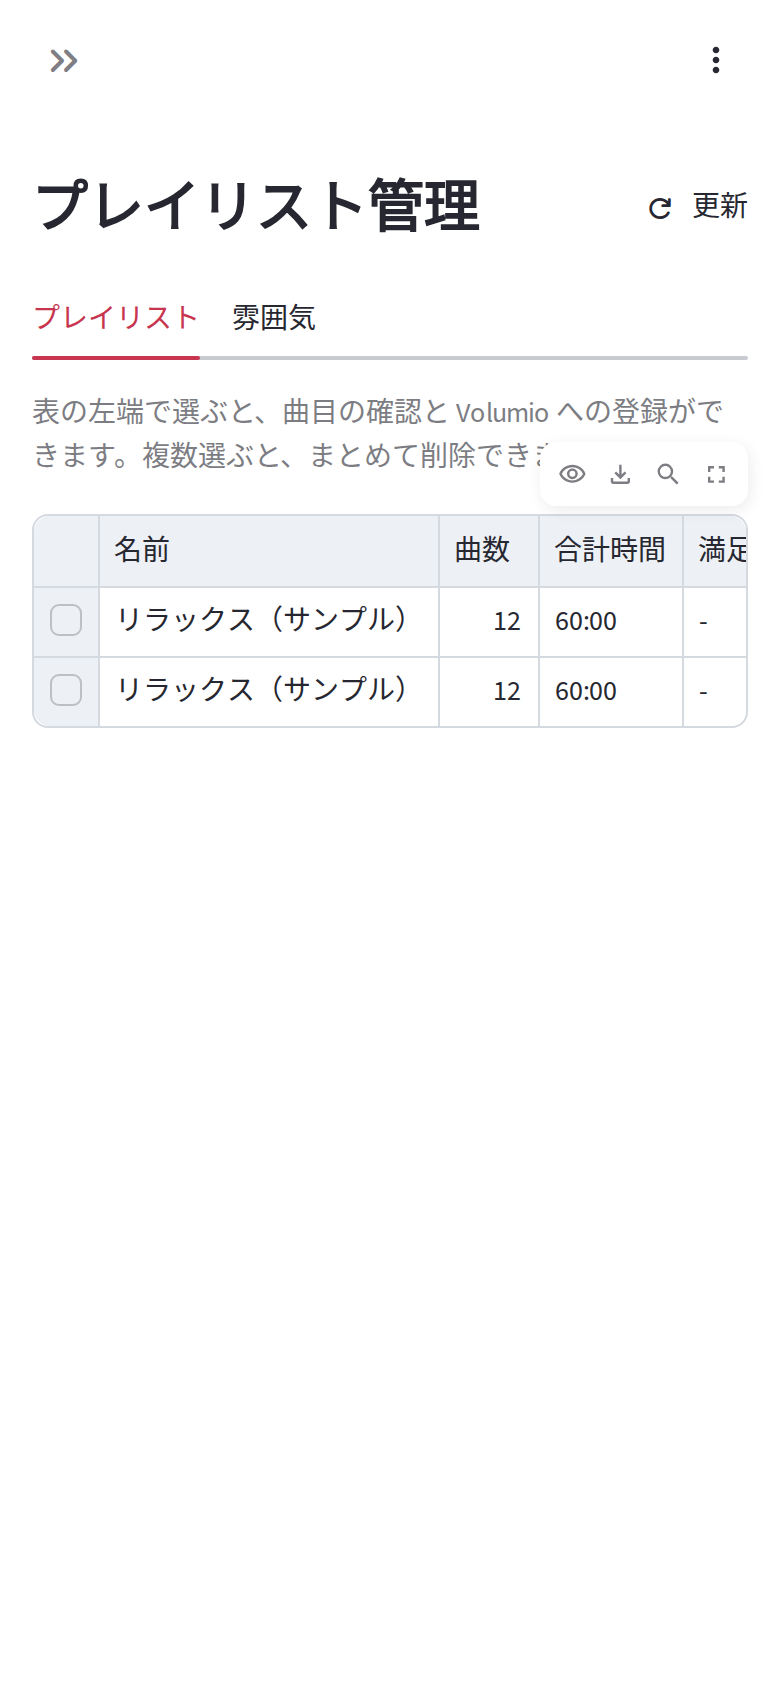 プレイリスト管理
更新
プレイリスト 雰囲気
表の左端で選ぶと、曲目の確認と Volumio への登録がで
きます。複数選ぶと、まとめて削除でき
名前 曲数 合計時間 満足
リラックス（サンプル） 12 60:00 -
リラックス（サンプル） 12 60:00 -